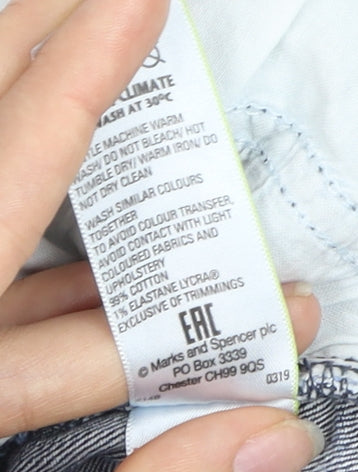 CLIMATE
WASH AT 30°C
MACHINE WARM
WASH/ DO NOT BLEACH/ HOT
TUMBLE DRY/ WARM IRON/ DO
NOT DRY CLEAN
WASH SIMILAR COLOURS
TOGETHER
TO AVOID COLOUR TRANSFER,
AVOID CONTACT WITH LIGHT
COLOURED FABRICS AND
UPHOLSTERY
99% COTTON
1% ELASTANE LYCRA®
EXCLUSIVE OF TRIMMINGS
EAC
© Marks and Spencer plc
PO Box 3339
Chester CH99 9QS
0319